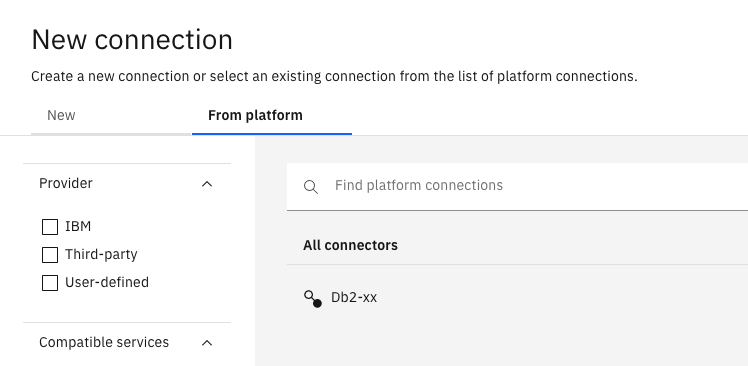 New connection
Create a new connection or select an existing connection from the list of platform connections.
New
From platform
Provider
IBM
Third-party
User-defined
Compatible services
Find platform connections
All connectors
Db2-xx